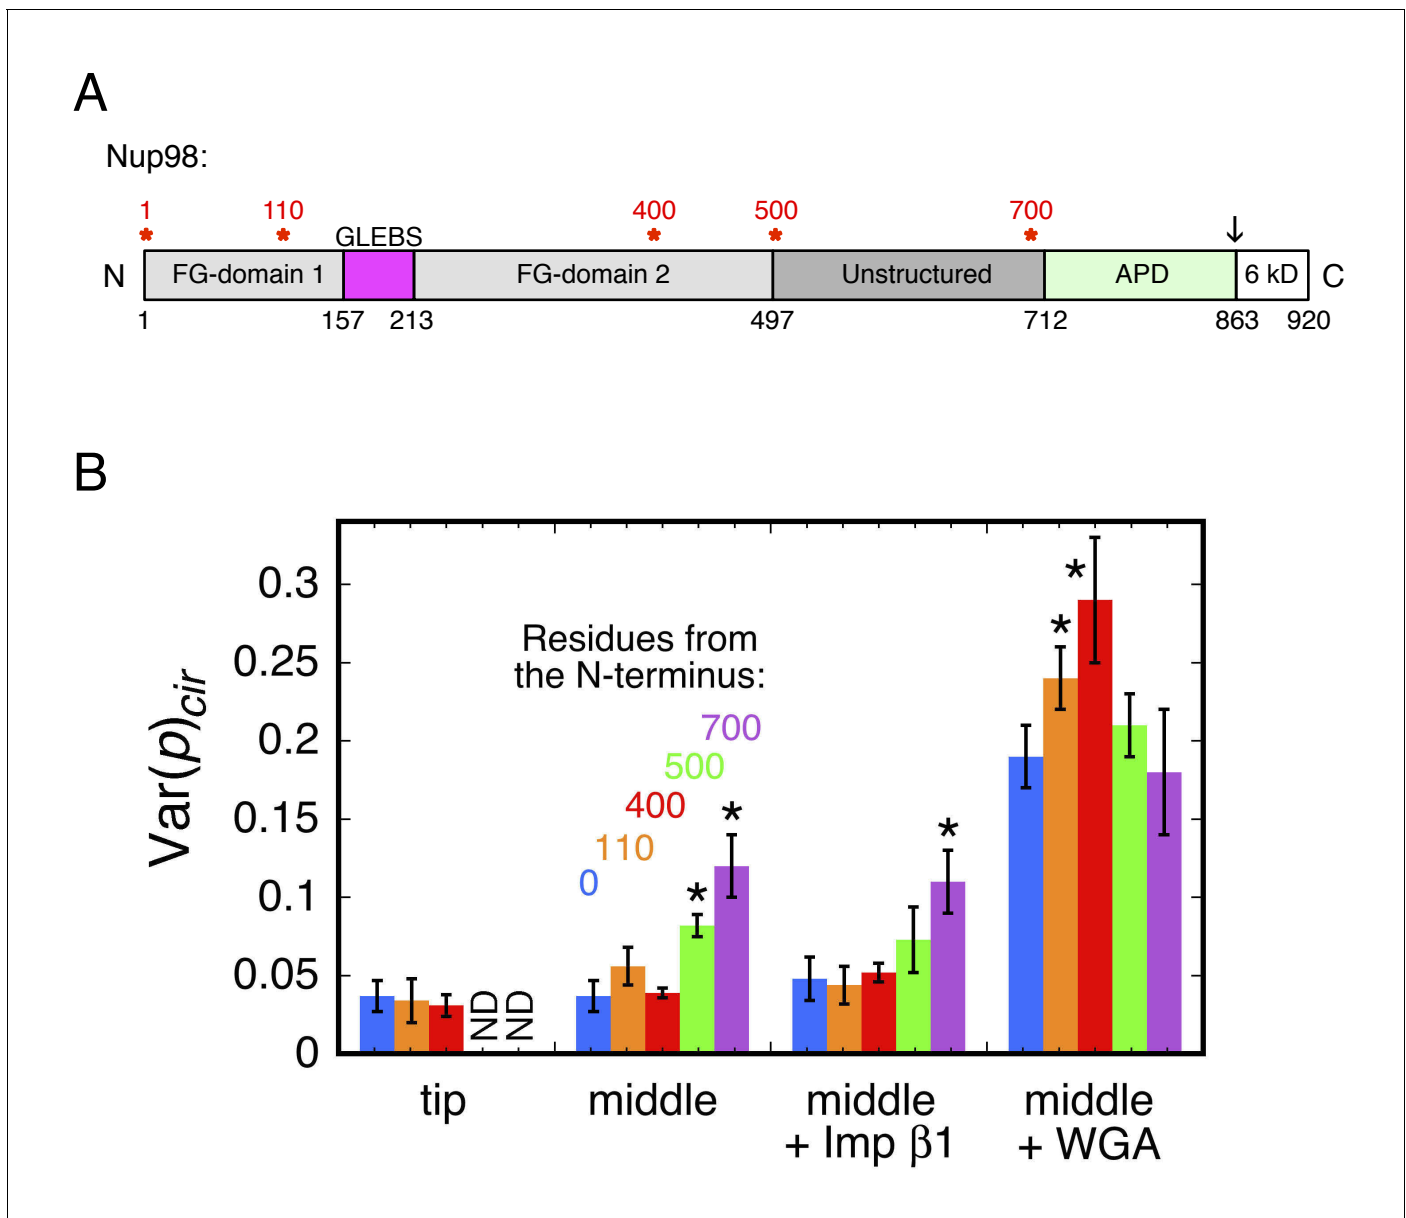 A
Nup98:
1 110 400 500 700 ↓
* * * * *
GLEBS
N FG-domain 1 FG-domain 2 Unstructured APD 6 kD C
1 157 213 497 712 863 920
B
Var(p)cir
0.3
0.25
0.2
0.15
0.1
0.05
0
Residues from
the N-terminus:
700
500
400
110
0
* * * * *
ND ND
tip middle middle middle
+ Imp β1 + WGA